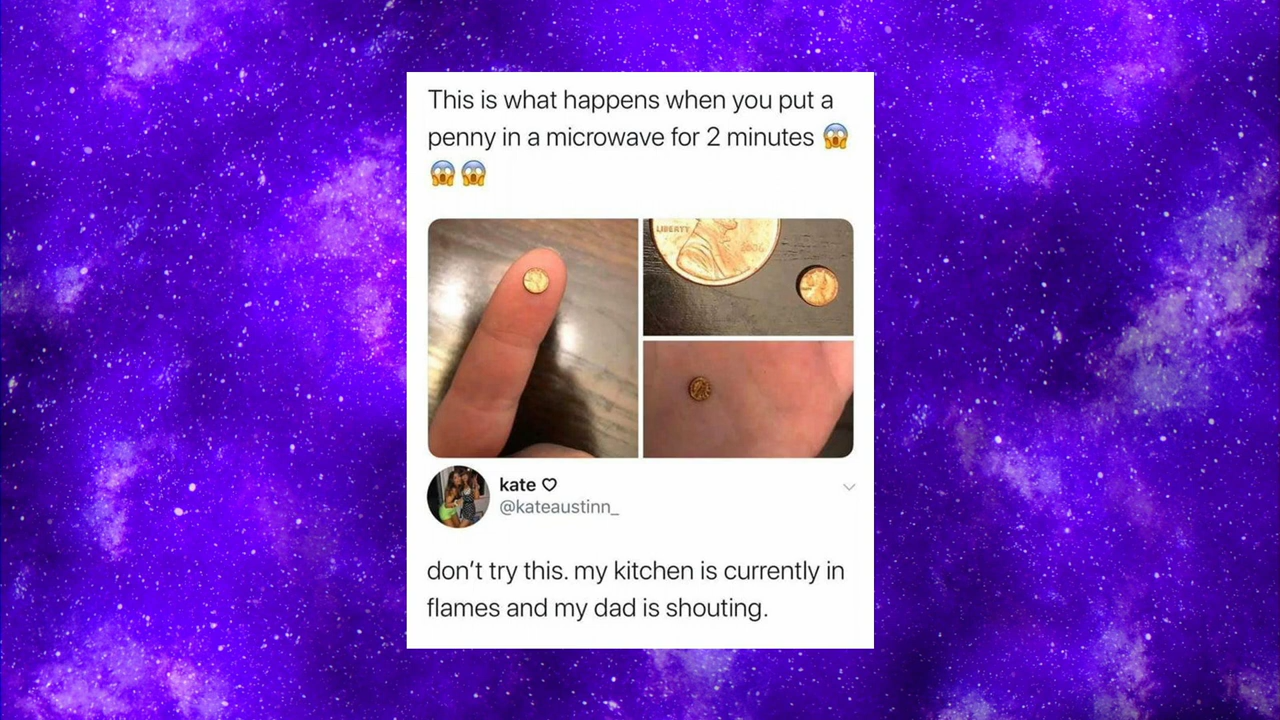 This is what happens when you put a
penny in a microwave for 2 minutes 😱
😱😱
LIBERTY
2006
kate ♡
@kateaustinn_
don't try this. my kitchen is currently in
flames and my dad is shouting.